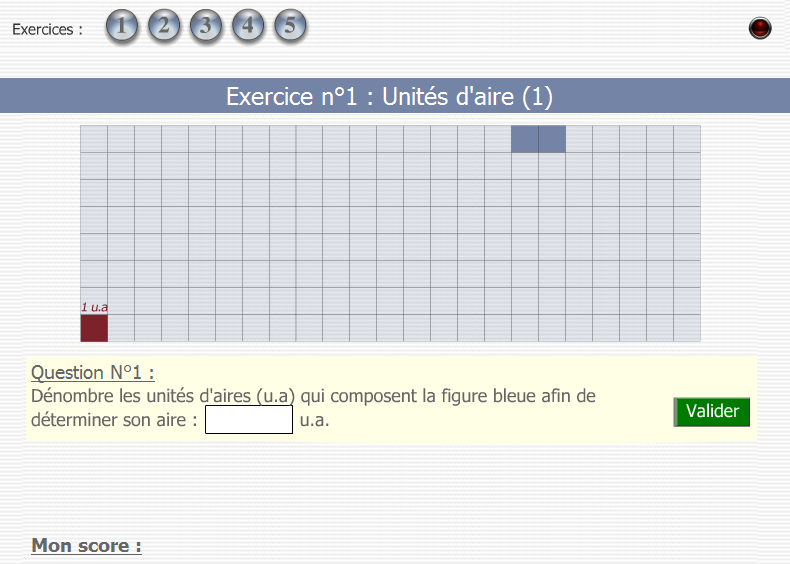 Exercices : 1 2 3 4 5
Exercice n°1 : Unités d'aire (1)
1 u.a
Question N°1 :
Dénombre les unités d'aires (u.a) qui composent la figure bleue afin de
déterminer son aire : u.a.
Valider
Mon score :